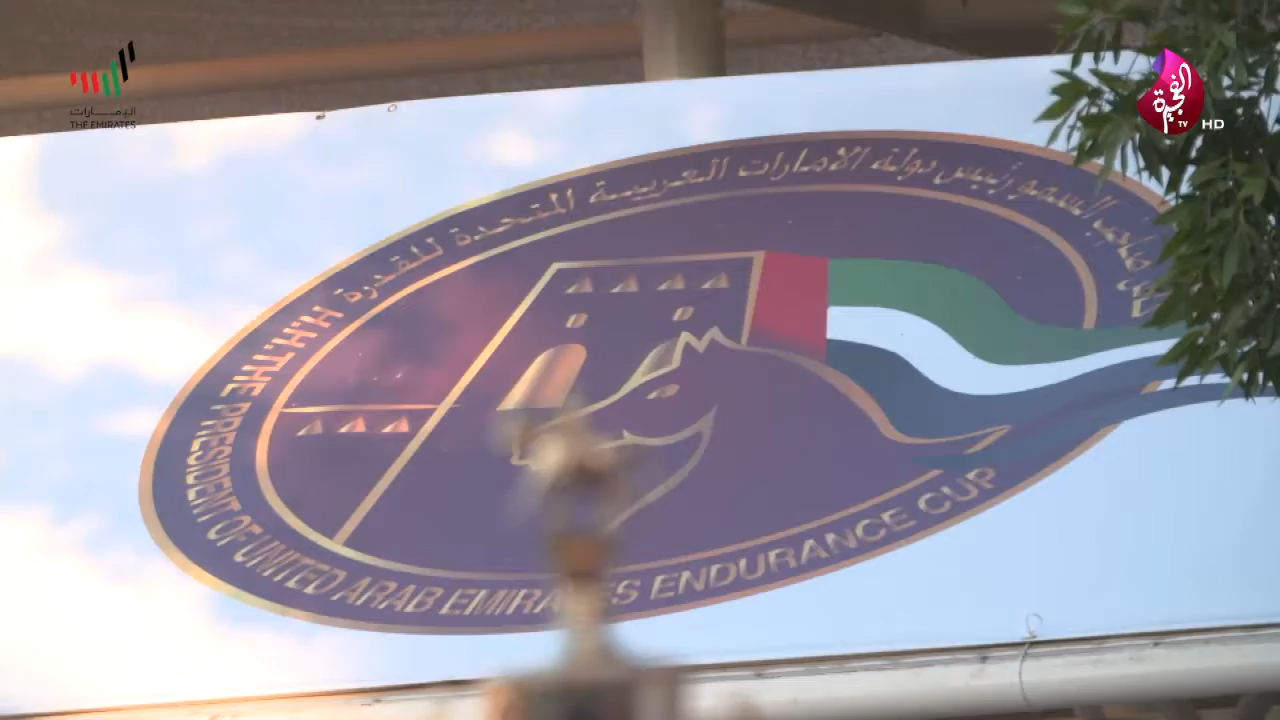 الإمارات
THE EMIRATES
الفجيرة
TV HD
صاحب السمو رئيس دولة الامارات العربية المتحدة للقدرة
H.H.THE PRESIDENT OF UNITED ARAB EMIRATES ENDURANCE CUP